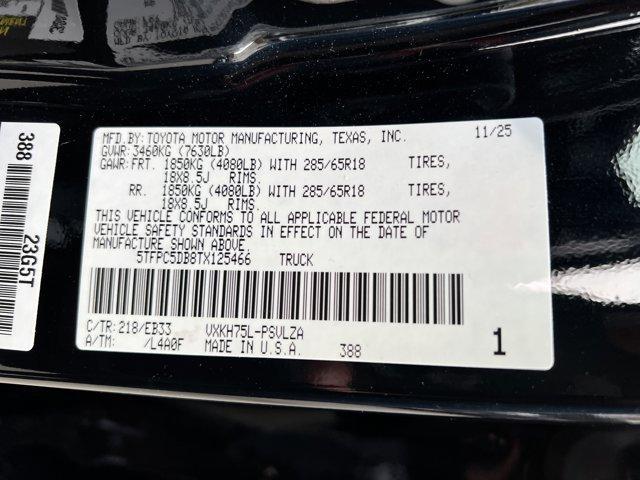 MFD.BY:TOYOTA MOTOR MANUFACTURING, TEXAS, INC. 11/25
GVWR:3460KG (7630LB)
GAWR:FRT. 1850KG (4080LB) WITH 285/65R18 TIRES,
18X8.5J RIMS.
RR. 1850KG (4080LB) WITH 285/65R18 TIRES,
18X8.5J RIMS.
THIS VEHICLE CONFORMS TO ALL APPLICABLE FEDERAL MOTOR
VEHICLE SAFETY STANDARDS IN EFFECT ON THE DATE OF
MANUFACTURE SHOWN ABOVE.
5TFPC5DB8TX125466 TRUCK
C/TR:218/EB33 VXKH75L-PSVLZA
A/TM: /L4A0F MADE IN U.S.A. 388 1
388 23G5T